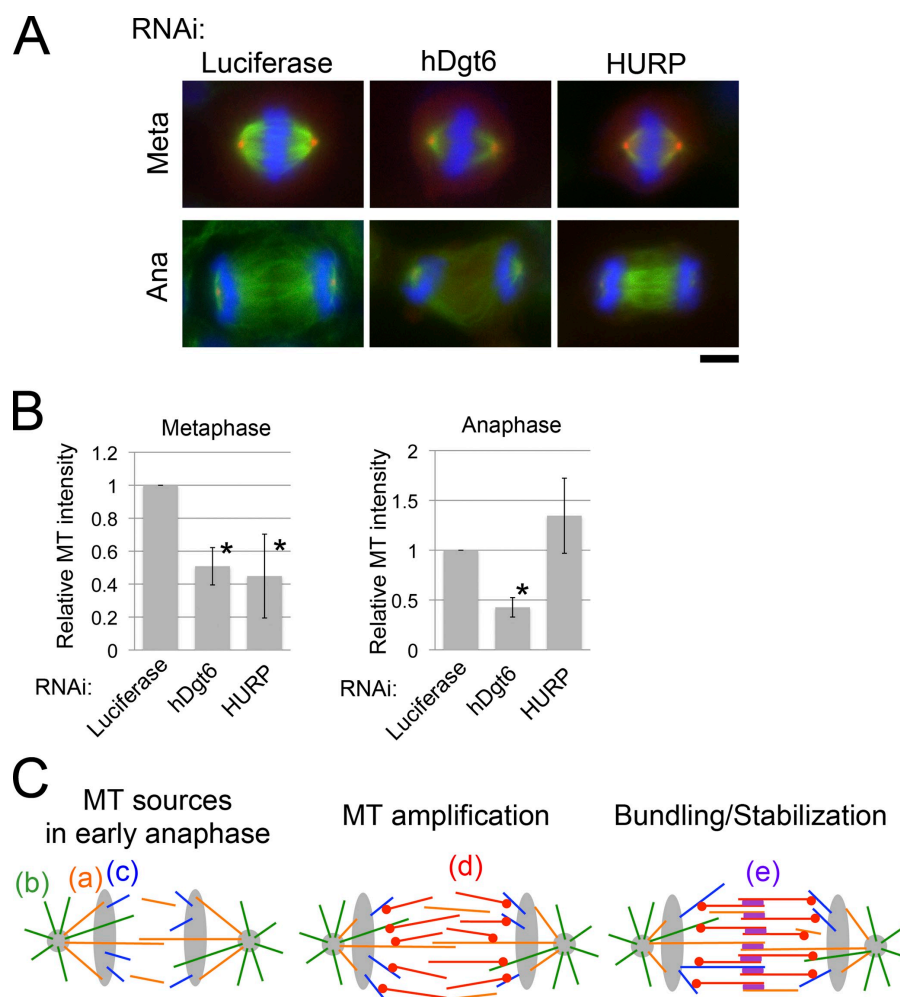 A
RNAi:
Luciferase
hDgt6
HURP
Meta
Ana
B
Metaphase
Relative MT intensity
1.2
1
0.8
0.6
0.4
0.2
0
*
*
RNAi:
Luciferase
hDgt6
HURP
Anaphase
Relative MT intensity
2
1.5
1
0.5
0
*
RNAi:
Luciferase
hDgt6
HURP
C
MT sources
in early anaphase
(b)
(a)
(c)
MT amplification
(d)
Bundling/Stabilization
(e)